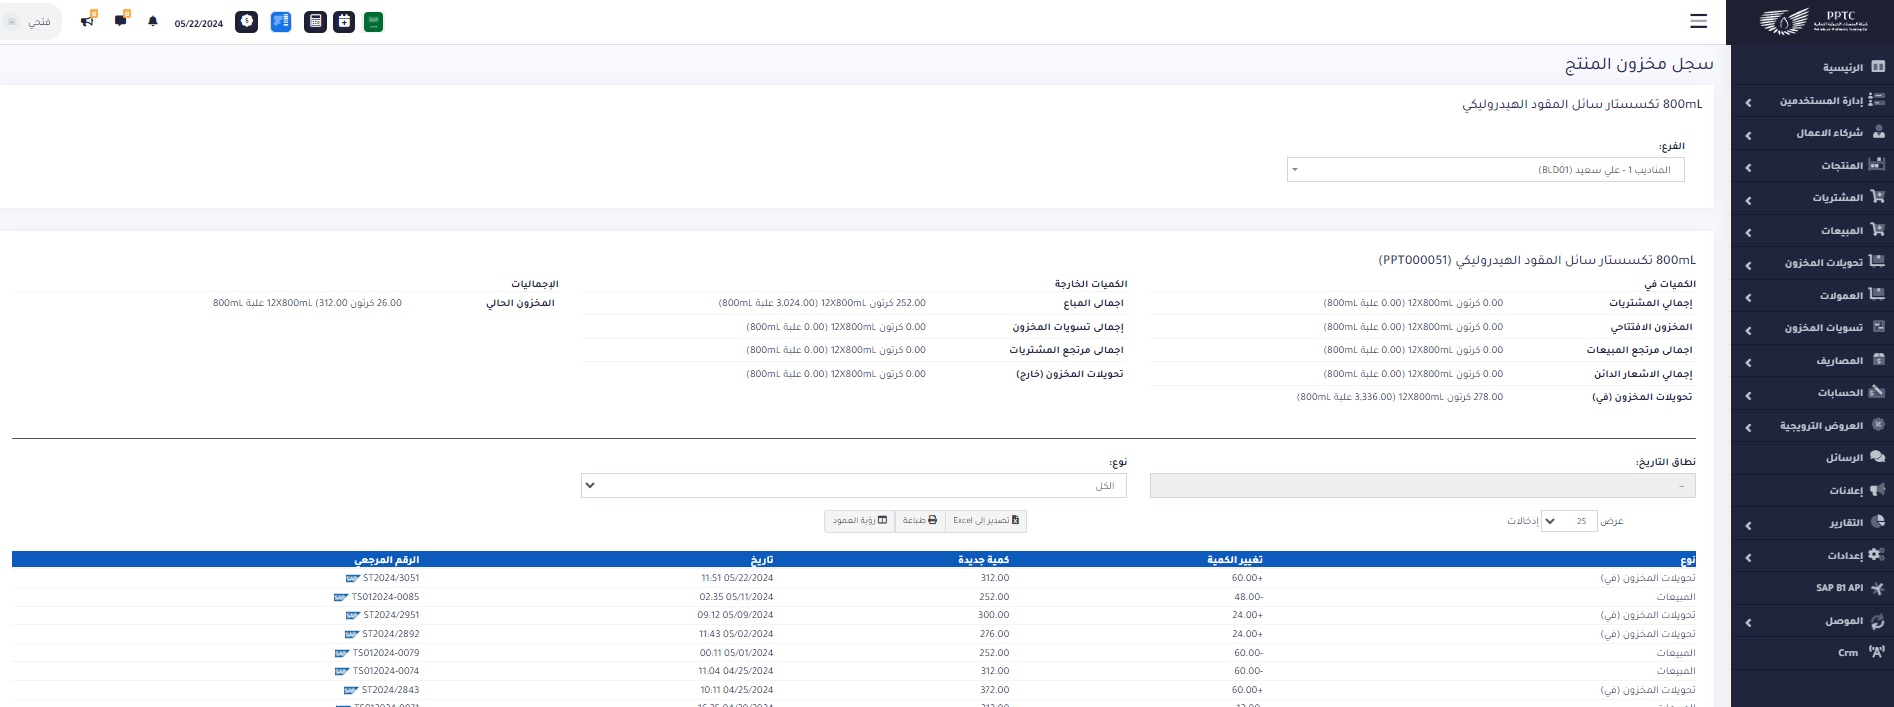 PPTC
فتحي
0
0
05/22/2024
الرئيسية
إدارة المستخدمين
شركاء الاعمال
المنتجات
المشتريات
المبيعات
تحويلات المخزون
العمولات
تسويات المخزون
المصاريف
الحسابات
العروض الترويجية
الرسائل
إعلانات
التقارير
إعدادات
SAP B1 API
الموصل
Crm
سجل مخزون المنتج
800mL تكسستار سائل المقود الهيدروليكي
الفرع:
المناديب 1 - علي سعيد (BLD01)
800mL تكسستار سائل المقود الهيدروليكي (PPT000051)
الكميات في
إجمالي المشتريات 0.00 كرتون 12X800mL (0.00 علبة 800mL)
المخزون الافتتاحي 0.00 كرتون 12X800mL (0.00 علبة 800mL)
اجمالى مرتجع المبيعات 0.00 كرتون 12X800mL (0.00 علبة 800mL)
إجمالي الاشعار الدائن 0.00 كرتون 12X800mL (0.00 علبة 800mL)
تحويلات المخزون (في) 278.00 كرتون 12X800mL (3,336.00 علبة 800mL)
الكميات الخارجة
اجمالى المباع 252.00 كرتون 12X800mL (3,024.00 علبة 800mL)
إجمالى تسويات المخزون 0.00 كرتون 12X800mL (0.00 علبة 800mL)
اجمالى مرتجع المشتريات 0.00 كرتون 12X800mL (0.00 علبة 800mL)
تحويلات المخزون (خارج) 0.00 كرتون 12X800mL (0.00 علبة 800mL)
الإجماليات
المخزون الحالي 26.00 كرتون 12X800mL (312.00 علبة 800mL
نطاق التاريخ:
~
نوع:
الكل
عرض 25 إدخالات
تصدير إلى Excel طباعة رؤية العمود
نوع تغيير الكمية كمية جديدة تاريخ الرقم المرجعي
تحويلات المخزون (في) +60.00 312.00 05/22/2024 11:51 ST2024/3051 SAP
المبيعات -48.00 252.00 05/11/2024 02:35 TS012024-0085 SAP
تحويلات المخزون (في) +24.00 300.00 05/09/2024 09:12 ST2024/2951 SAP
تحويلات المخزون (في) +24.00 276.00 05/02/2024 11:43 ST2024/2892 SAP
المبيعات -60.00 252.00 05/01/2024 00:11 TS012024-0079 SAP
المبيعات -60.00 312.00 04/25/2024 11:04 TS012024-0074 SAP
تحويلات المخزون (في) +60.00 372.00 04/25/2024 10:11 ST2024/2843 SAP